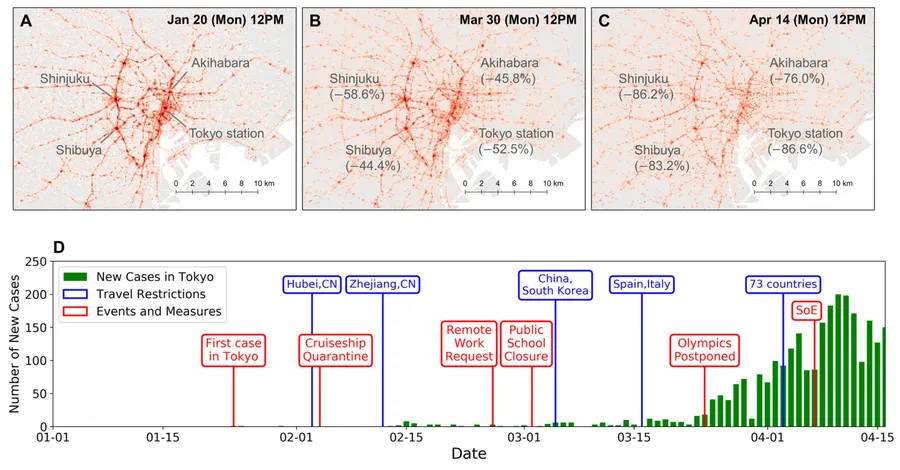 A
Jan 20 (Mon) 12PM
Shinjuku
Akihabara
Shibuya
Tokyo station
0 2 4 6 8 10 km
B
Mar 30 (Mon) 12PM
Shinjuku
(−58.6%)
Akihabara
(−45.8%)
Shibuya
(−44.4%)
Tokyo station
(−52.5%)
0 2 4 6 8 10 km
C
Apr 14 (Mon) 12PM
Shinjuku
(−86.2%)
Akihabara
(−76.0%)
Shibuya
(−83.2%)
Tokyo station
(−86.6%)
0 2 4 6 8 10 km
D
Number of New Cases
250
200
150
100
50
0
New Cases in Tokyo
Travel Restrictions
Events and Measures
First case
in Tokyo
Hubei,CN
Cruiseship
Quarantine
Zhejiang,CN
Remote
Work
Request
Public
School
Closure
China,
South Korea
Spain,Italy
Olympics
Postponed
73 countries
SoE
01-01 01-15 02-01 02-15 03-01 03-15 04-01 04-15
Date